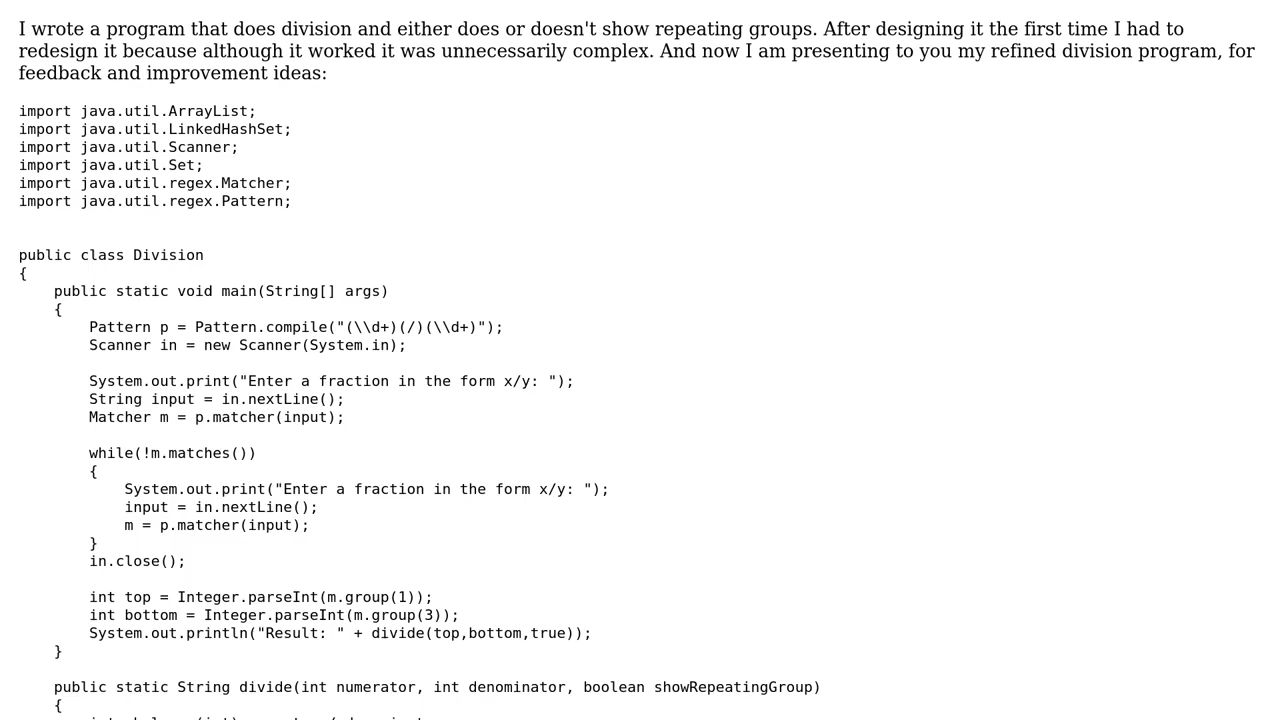 I wrote a program that does division and either does or doesn't show repeating groups. After designing it the first time I had to
redesign it because although it worked it was unnecessarily complex. And now I am presenting to you my refined division program, for
feedback and improvement ideas:
import java.util.ArrayList;
import java.util.LinkedHashSet;
import java.util.Scanner;
import java.util.Set;
import java.util.regex.Matcher;
import java.util.regex.Pattern;
public class Division
{
    public static void main(String[] args)
    {
        Pattern p = Pattern.compile("(\\d+)(/)(\\d+)");
        Scanner in = new Scanner(System.in);
        System.out.print("Enter a fraction in the form x/y: ");
        String input = in.nextLine();
        Matcher m = p.matcher(input);
        while(!m.matches())
        {
            System.out.print("Enter a fraction in the form x/y: ");
            input = in.nextLine();
            m = p.matcher(input);
        }
        in.close();
        int top = Integer.parseInt(m.group(1));
        int bottom = Integer.parseInt(m.group(3));
        System.out.println("Result: " + divide(top,bottom,true));
    }
    public static String divide(int numerator, int denominator, boolean showRepeatingGroup)
    {